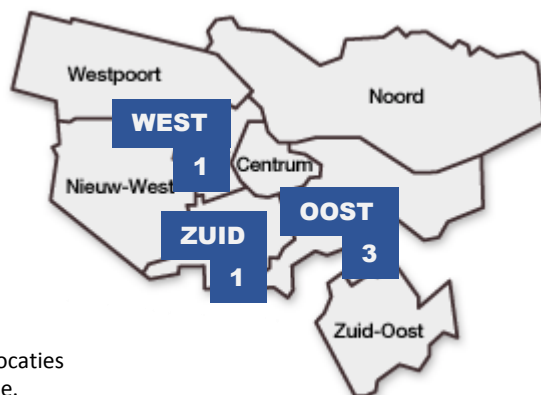 Westpoort
Noord
WEST
1
Centrum
Nieuw-West
OOST
3
ZUID
1
Zuid-Oost
ocaties
e.